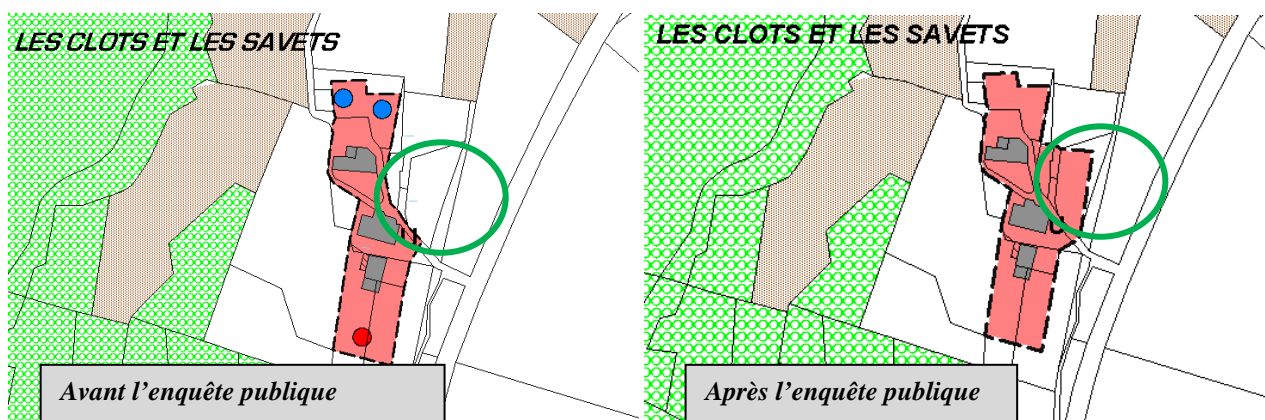 LES CLOTS ET LES SAVETS
Avant l'enquête publique
LES CLOTS ET LES SAVETS
U
Après l'enquête publique